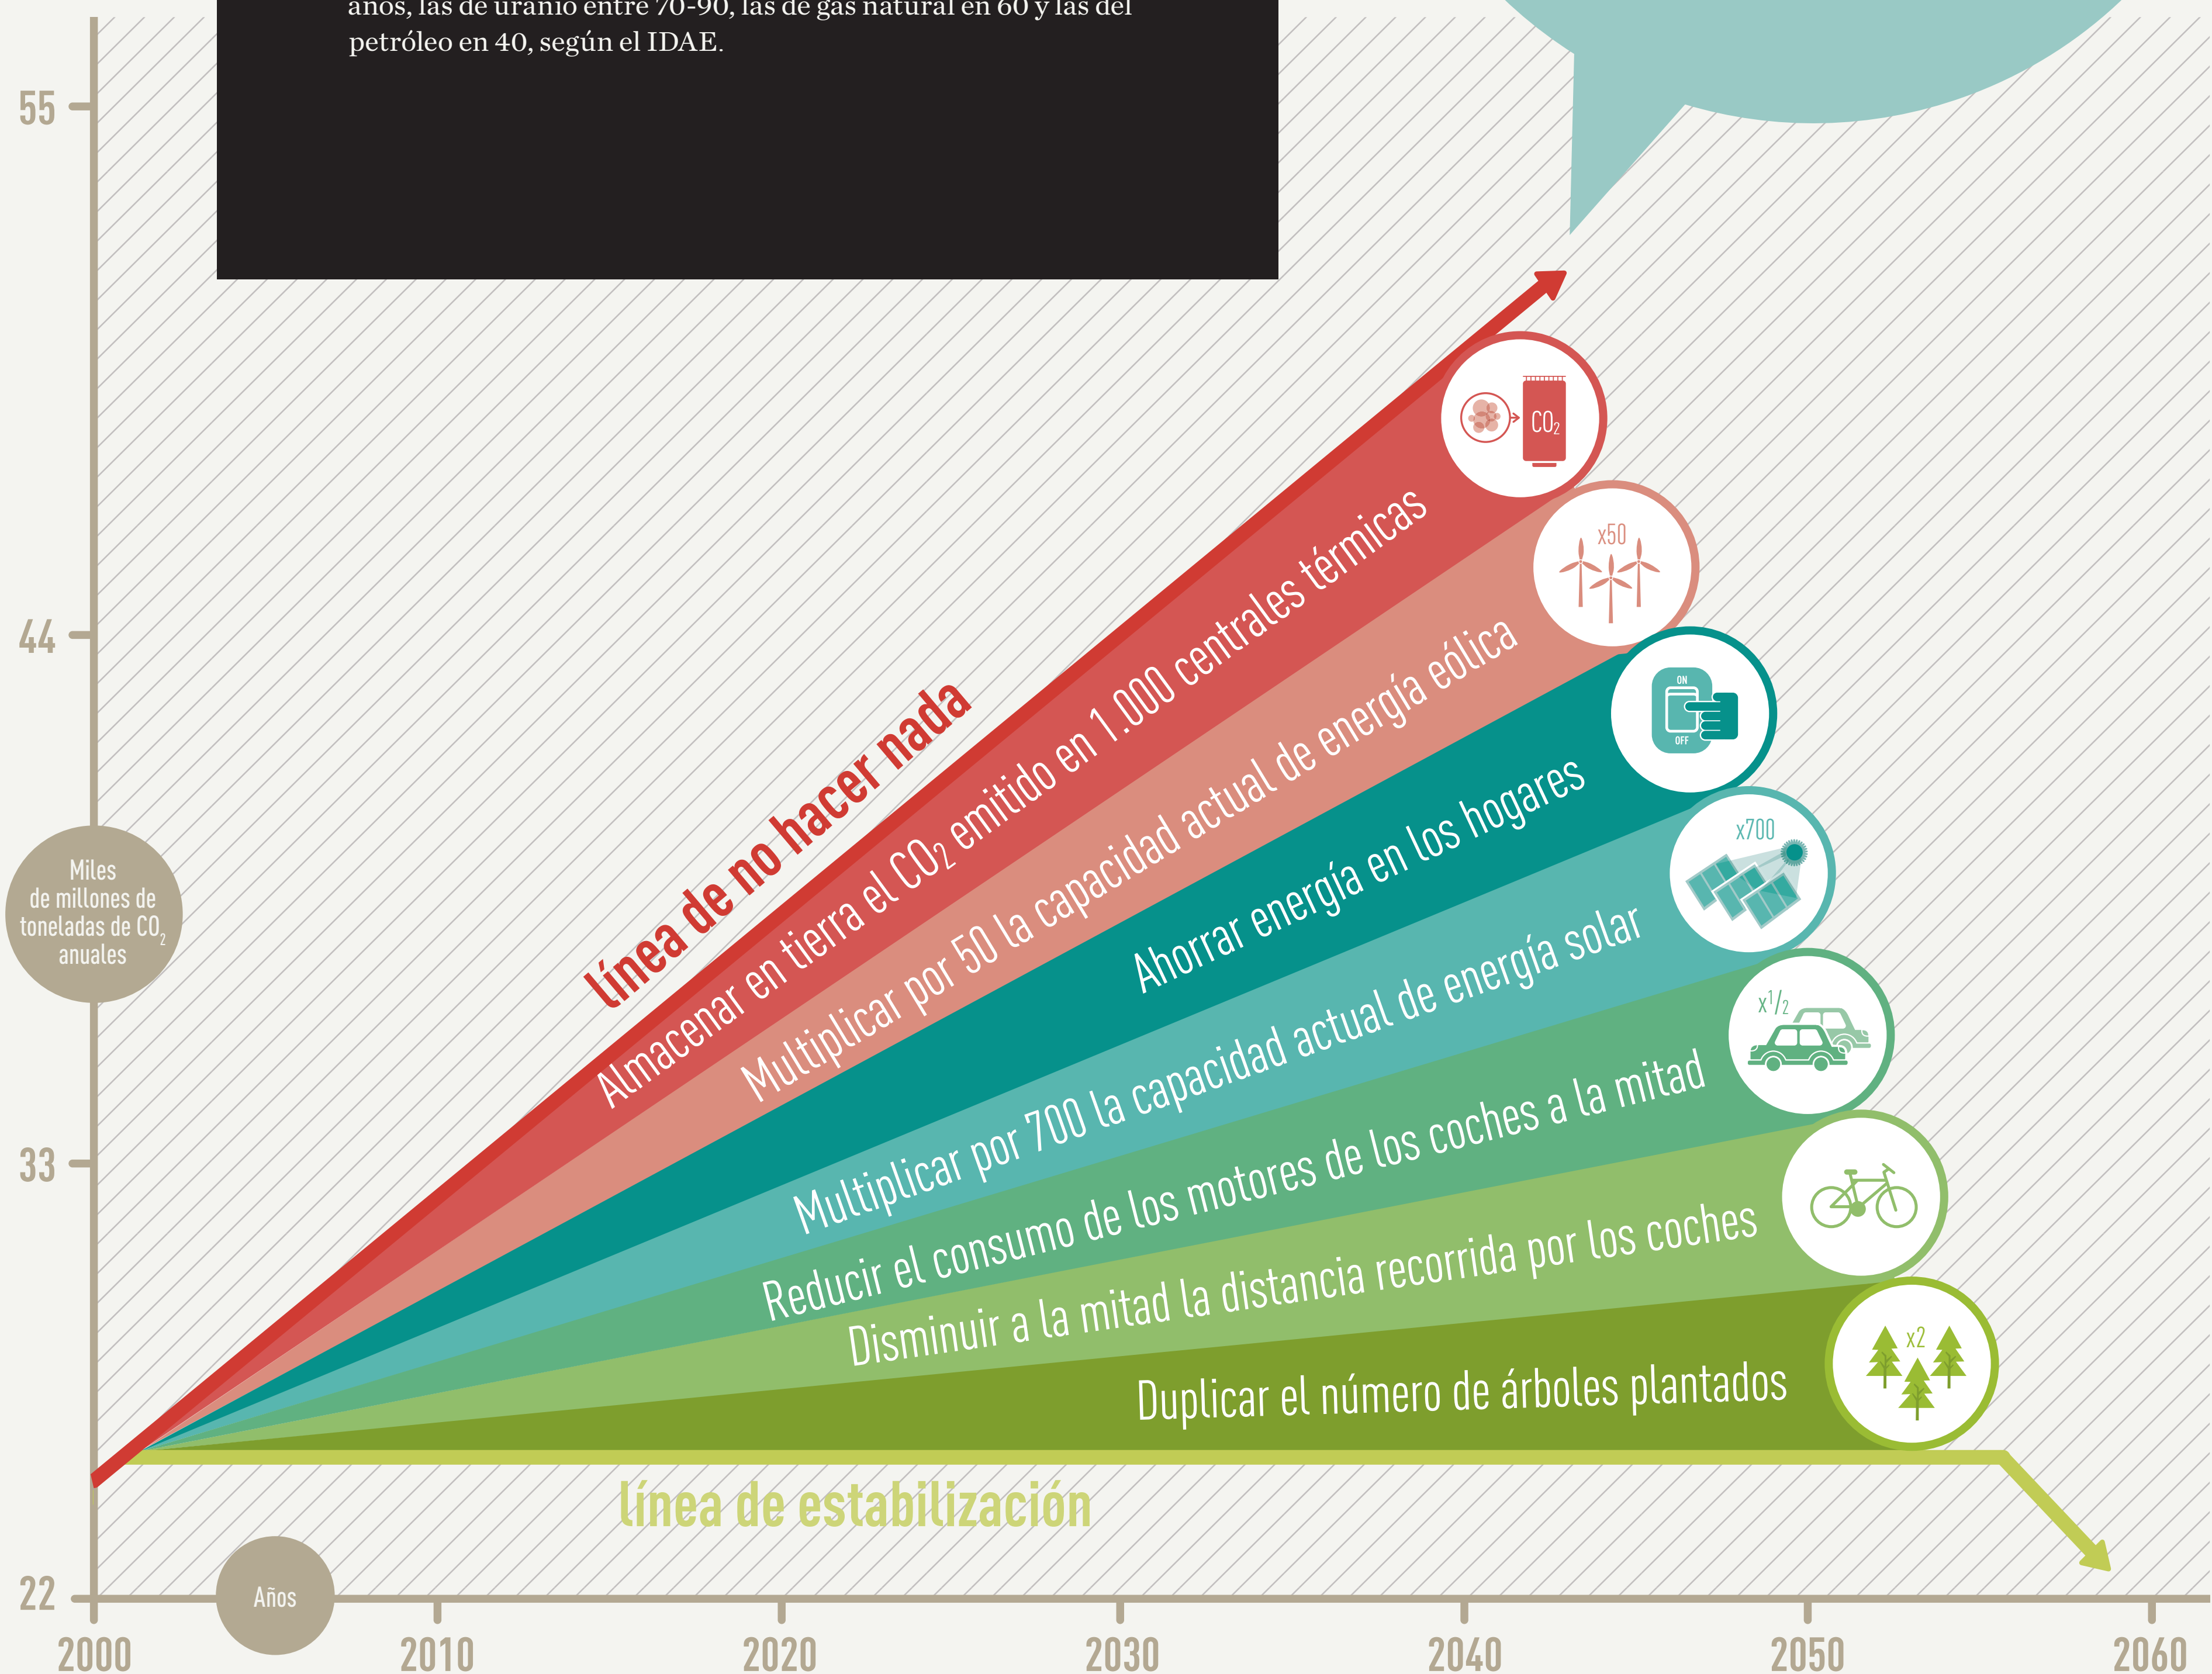 años, las de uranio entre 70-90, las de gas natural en 60 y las del
petróleo en 40, según el IDAE.
55
44
33
22
Miles
de millones de
toneladas de CO₂
anuales
línea de no hacer nada
CO₂
Almacenar en tierra el CO₂ emitido en 1.000 centrales térmicas
x50
Multiplicar por 50 la capacidad actual de energía eólica
ON
OFF
Ahorrar energía en los hogares
x700
Multiplicar por 700 la capacidad actual de energía solar
x1/2
Reducir el consumo de los motores de los coches a la mitad
Disminuir a la mitad la distancia recorrida por los coches
x2
Duplicar el número de árboles plantados
línea de estabilización
Años
2000
2010
2020
2030
2040
2050
2060